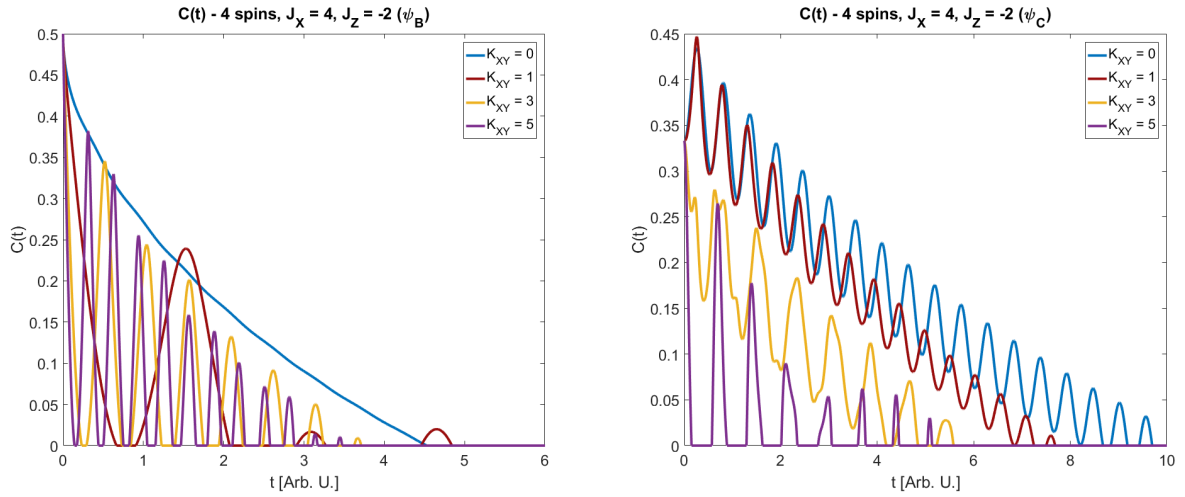 C(t) - 4 spins, J_X = 4, J_Z = -2 (ψ_B)
C(t)
0.5
0.45
0.4
0.35
0.3
0.25
0.2
0.15
0.1
0.05
0
K_XY = 0
K_XY = 1
K_XY = 3
K_XY = 5
0 1 2 3 4 5 6
t [Arb. U.]
C(t) - 4 spins, J_X = 4, J_Z = -2 (ψ_C)
C(t)
0.45
0.4
0.35
0.3
0.25
0.2
0.15
0.1
0.05
0
K_XY = 0
K_XY = 1
K_XY = 3
K_XY = 5
0 2 4 6 8 10
t [Arb. U.]